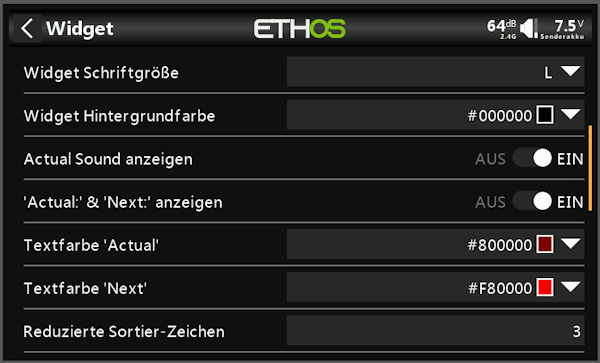 Widget
ETHOS
64dB
2.4G
7.5V
Senderakku
Widget Schriftgröße
L
Widget Hintergrundfarbe
#000000
Actual Sound anzeigen
AUS EIN
'Actual:' & 'Next:' anzeigen
AUS EIN
Textfarbe 'Actual'
#800000
Textfarbe 'Next'
#F80000
Reduzierte Sortier-Zeichen
3